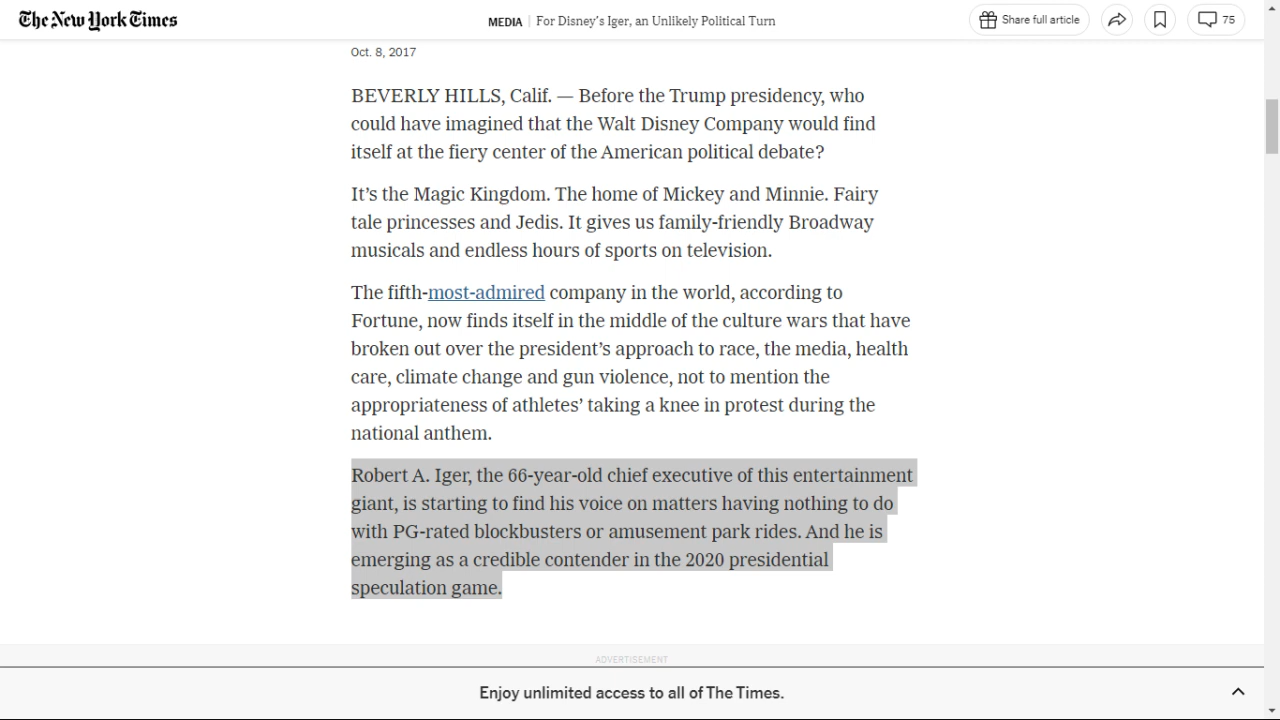 The New York Times
MEDIA | For Disney's Iger, an Unlikely Political Turn
Share full article
75
Oct. 8, 2017
BEVERLY HILLS, Calif. — Before the Trump presidency, who
could have imagined that the Walt Disney Company would find
itself at the fiery center of the American political debate?
It’s the Magic Kingdom. The home of Mickey and Minnie. Fairy
tale princesses and Jedis. It gives us family-friendly Broadway
musicals and endless hours of sports on television.
The fifth-most-admired company in the world, according to
Fortune, now finds itself in the middle of the culture wars that have
broken out over the president’s approach to race, the media, health
care, climate change and gun violence, not to mention the
appropriateness of athletes’ taking a knee in protest during the
national anthem.
Robert A. Iger, the 66-year-old chief executive of this entertainment
giant, is starting to find his voice on matters having nothing to do
with PG-rated blockbusters or amusement park rides. And he is
emerging as a credible contender in the 2020 presidential
speculation game.
ADVERTISEMENT
Enjoy unlimited access to all of The Times.